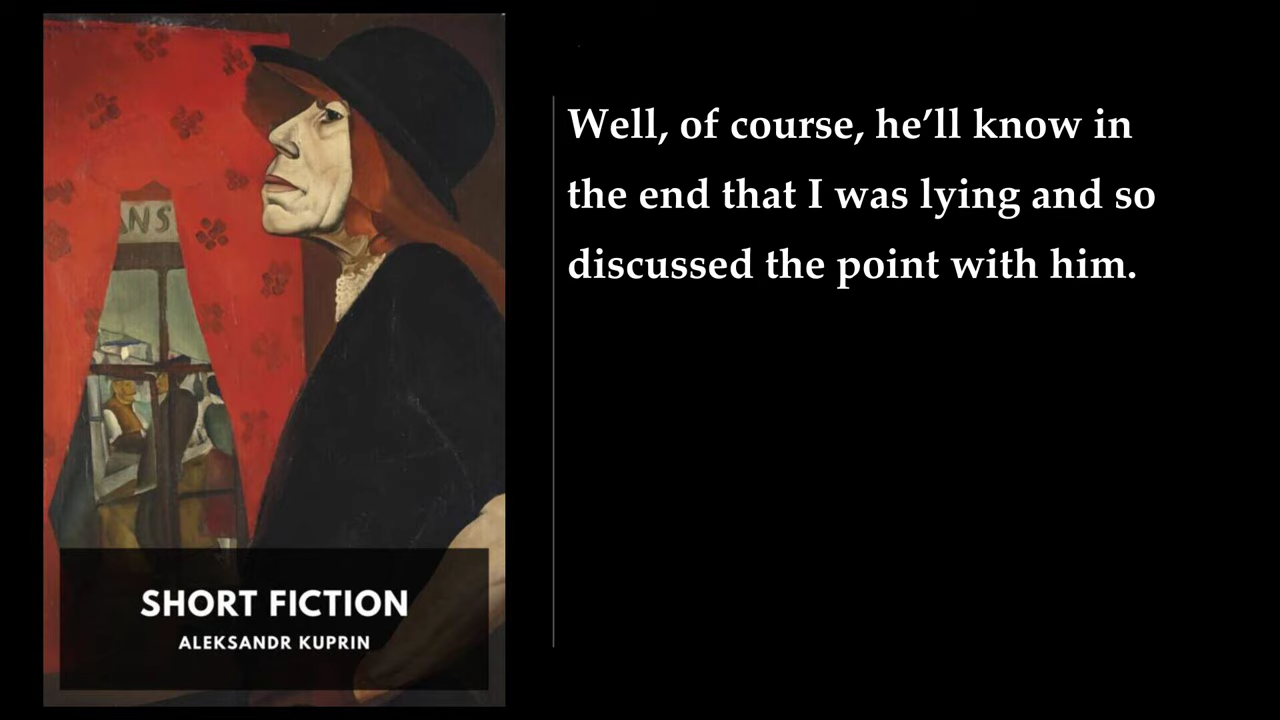 ANS
SHORT FICTION
ALEKSANDR KUPRIN
Well, of course, he’ll know in
the end that I was lying and so
discussed the point with him.